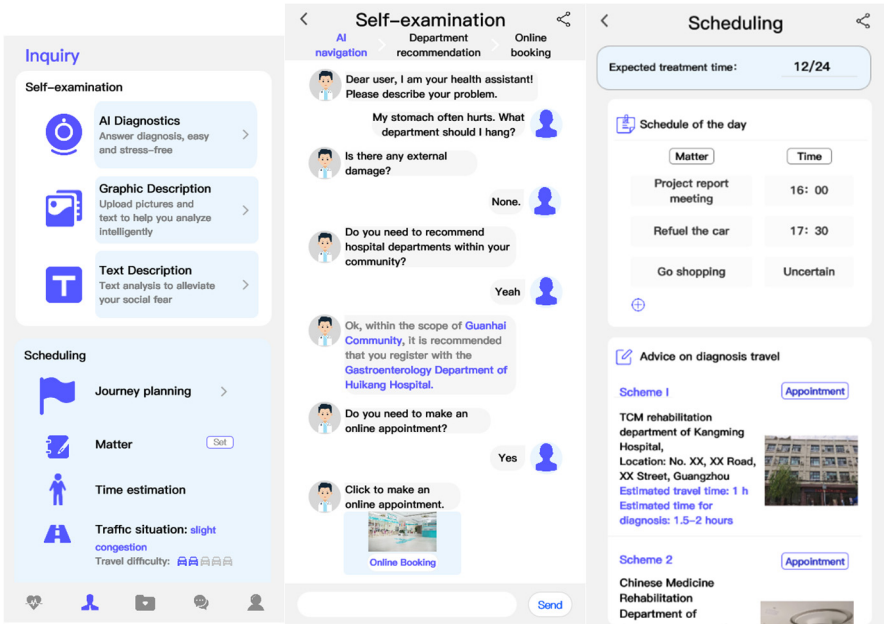 Inquiry
Self-examination
AI Diagnostics
Answer diagnosis, easy
and stress-free
Graphic Description
Upload pictures and
text to help you analyze
intelligently
T
Text Description
Text analysis to alleviate
your social fear
Scheduling
Journey planning
Matter
Set
Time estimation
Traffic situation: slight
congestion
Travel difficulty:
Self-examination
AI
navigation
Department
recommendation
Online
booking
Dear user, I am your health assistant!
Please describe your problem.
My stomach often hurts. What
department should I hang?
Is there any external
damage?
None.
Do you need to recommend
hospital departments within your
community?
Yeah
Ok, within the scope of Guanhai
Community, it is recommended
that you register with the
Gastroenterology Department of
Huikang Hospital.
Do you need to make an
online appointment?
Yes
Click to make an
online appointment.
Online Booking
Send
Scheduling
Expected treatment time: 12/24
Schedule of the day
Matter Time
Project report
meeting
16: 00
Refuel the car 17: 30
Go shopping Uncertain
Advice on diagnosis travel
Scheme I Appointment
TCM rehabilitation
department of Kangming
Hospital,
Location: No. XX, XX Road,
XX Street, Guangzhou
Estimated travel time: 1 h
Estimated time for
diagnosis: 1.5-2 hours
Scheme 2 Appointment
Chinese Medicine
Rehabilitation
Department of